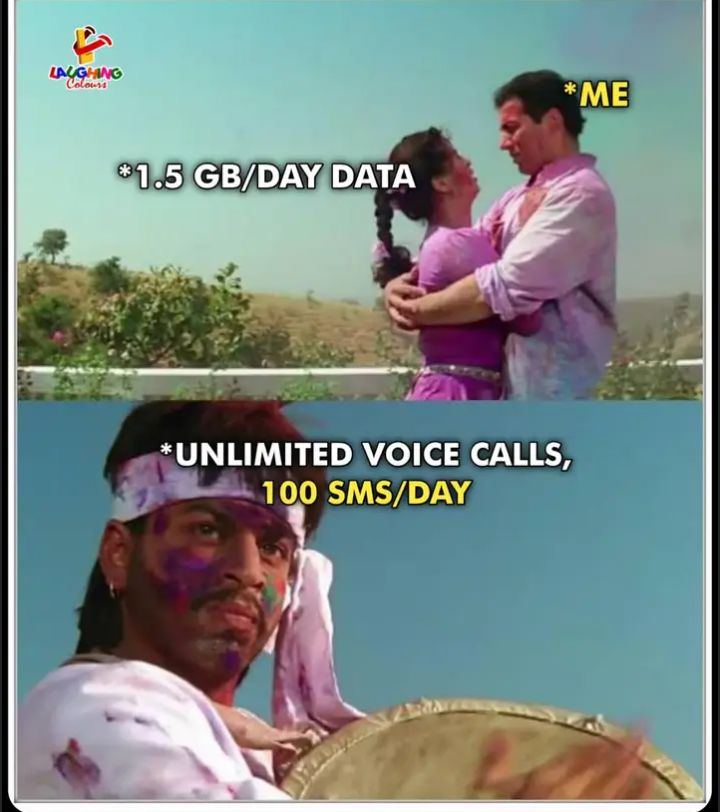 LAUGHING
Colours
*ME
*1.5 GB/DAY DATA
*UNLIMITED VOICE CALLS,
100 SMS/DAY